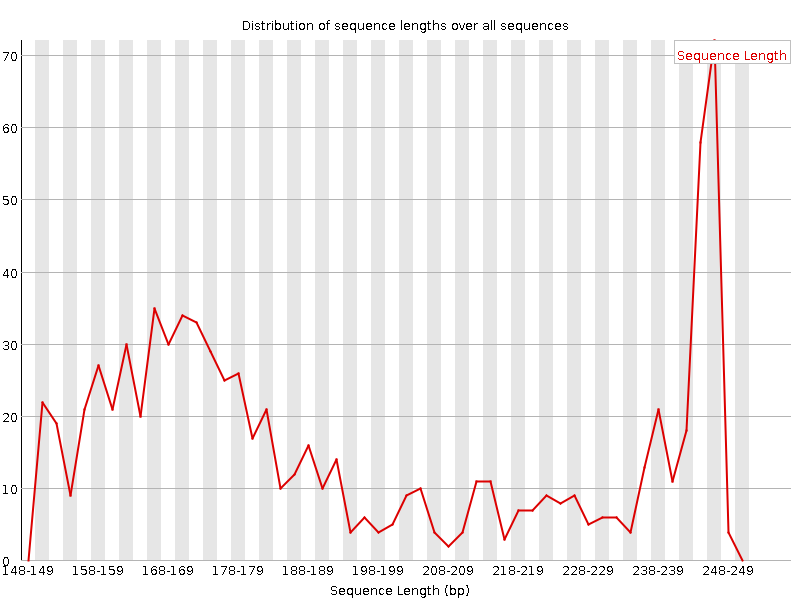 Distribution of sequence lengths over all sequences
Sequence Length
70
60
50
40
30
20
10
0
148-149 158-159 168-169 178-179 188-189 198-199 208-209 218-219 228-229 238-239 248-249
Sequence Length (bp)